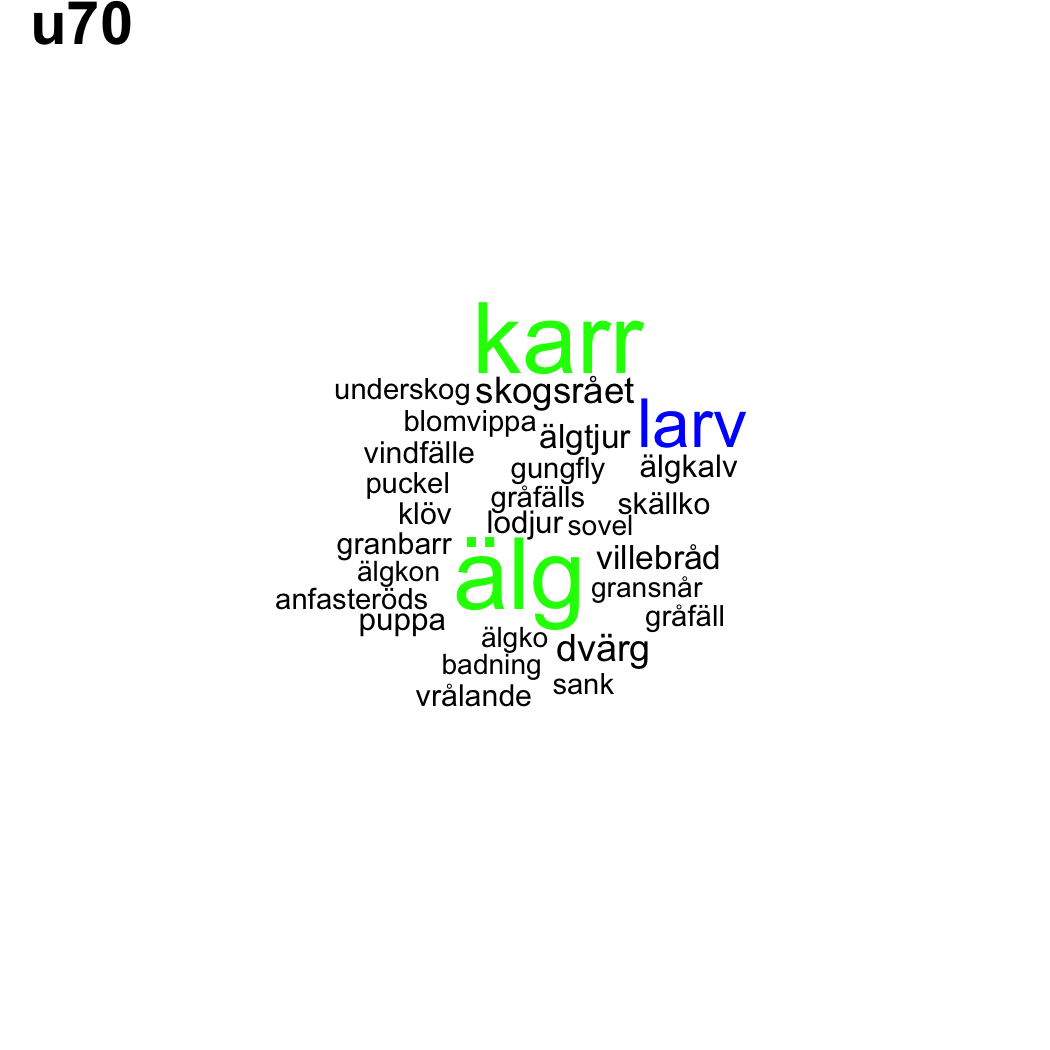 u70
karr
underskog skogsrået
larv
blomvippa
älgtjur
vindfälle
gungfly
älgkalv
puckel
gråfälls
skällko
klöv
lodjur
sovel
granbarr
älg
villebråd
älgkon
gransnår
anfasteröds
puppa
gråfäll
älgko
dvärg
badning
sank
vrålande